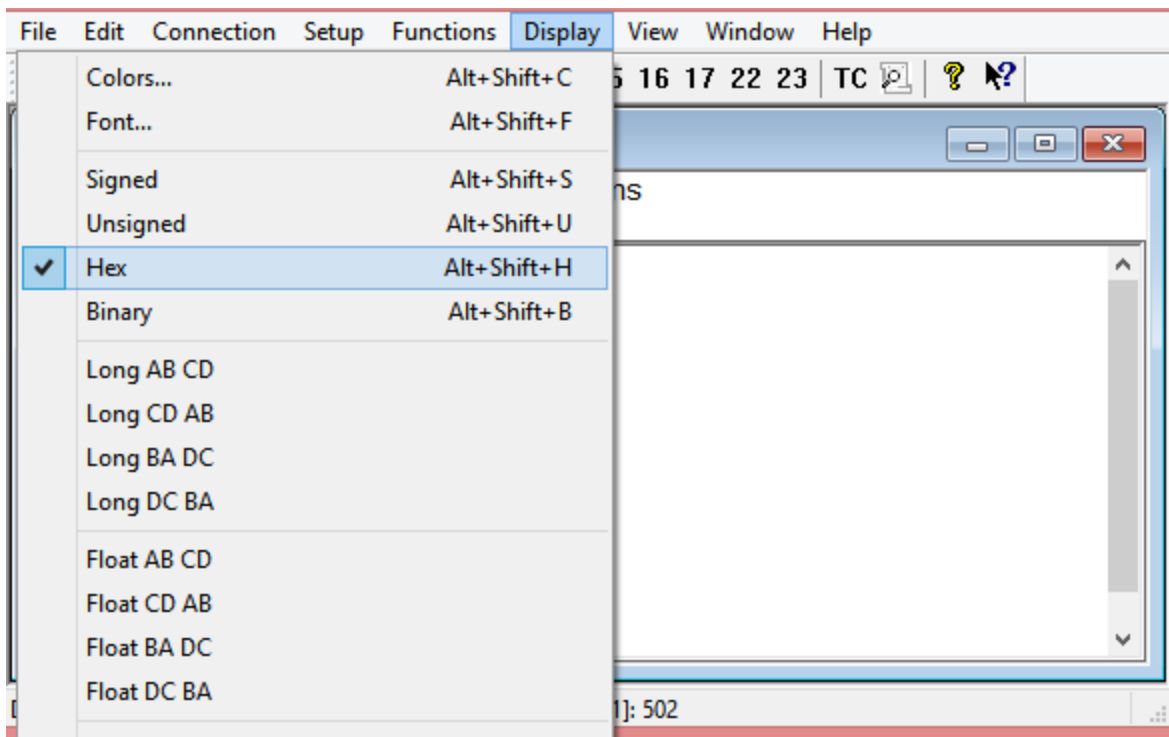 File Edit Connection Setup Functions Display View Window Help
Colors... Alt+Shift+C
5 16 17 22 23 TC
Font... Alt+Shift+F
Signed Alt+Shift+S
ns
Unsigned Alt+Shift+U
Hex Alt+Shift+H
Binary Alt+Shift+B
Long AB CD
Long CD AB
Long BA DC
Long DC BA
Float AB CD
Float CD AB
Float BA DC
Float DC BA
1]: 502